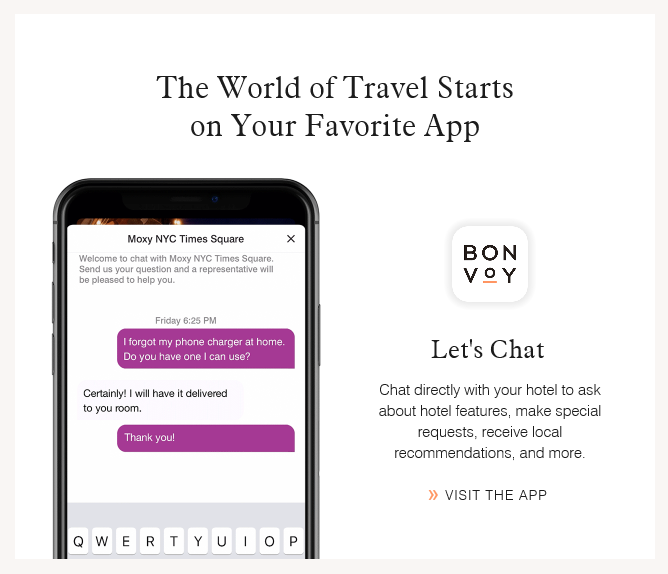 The World of Travel Starts
on Your Favorite App
Moxy NYC Times Square
Welcome to chat with Moxy NYC Times Square.
Send us your question and a representative will
be pleased to help you.
Friday 6:25 PM
I forgot my phone charger at home.
Do you have one I can use?
Certainly! I will have it delivered
to you room.
Thank you!
Q W E R T Y U I O P
BON
VOY
Let's Chat
Chat directly with your hotel to ask
about hotel features, make special
requests, receive local
recommendations, and more.
» VISIT THE APP